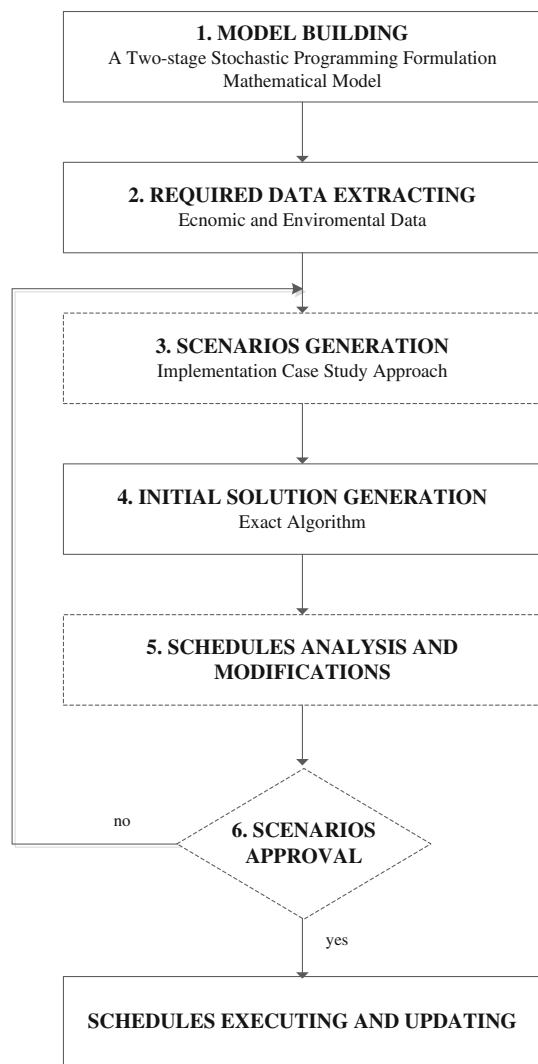 1. MODEL BUILDING
A Two-stage Stochastic Programming Formulation
Mathematical Model
2. REQUIRED DATA EXTRACTING
Ecnomic and Enviromental Data
3. SCENARIOS GENERATION
Implementation Case Study Approach
4. INITIAL SOLUTION GENERATION
Exact Algorithm
5. SCHEDULES ANALYSIS AND
MODIFICATIONS
no
6. SCENARIOS
APPROVAL
yes
SCHEDULES EXECUTING AND UPDATING